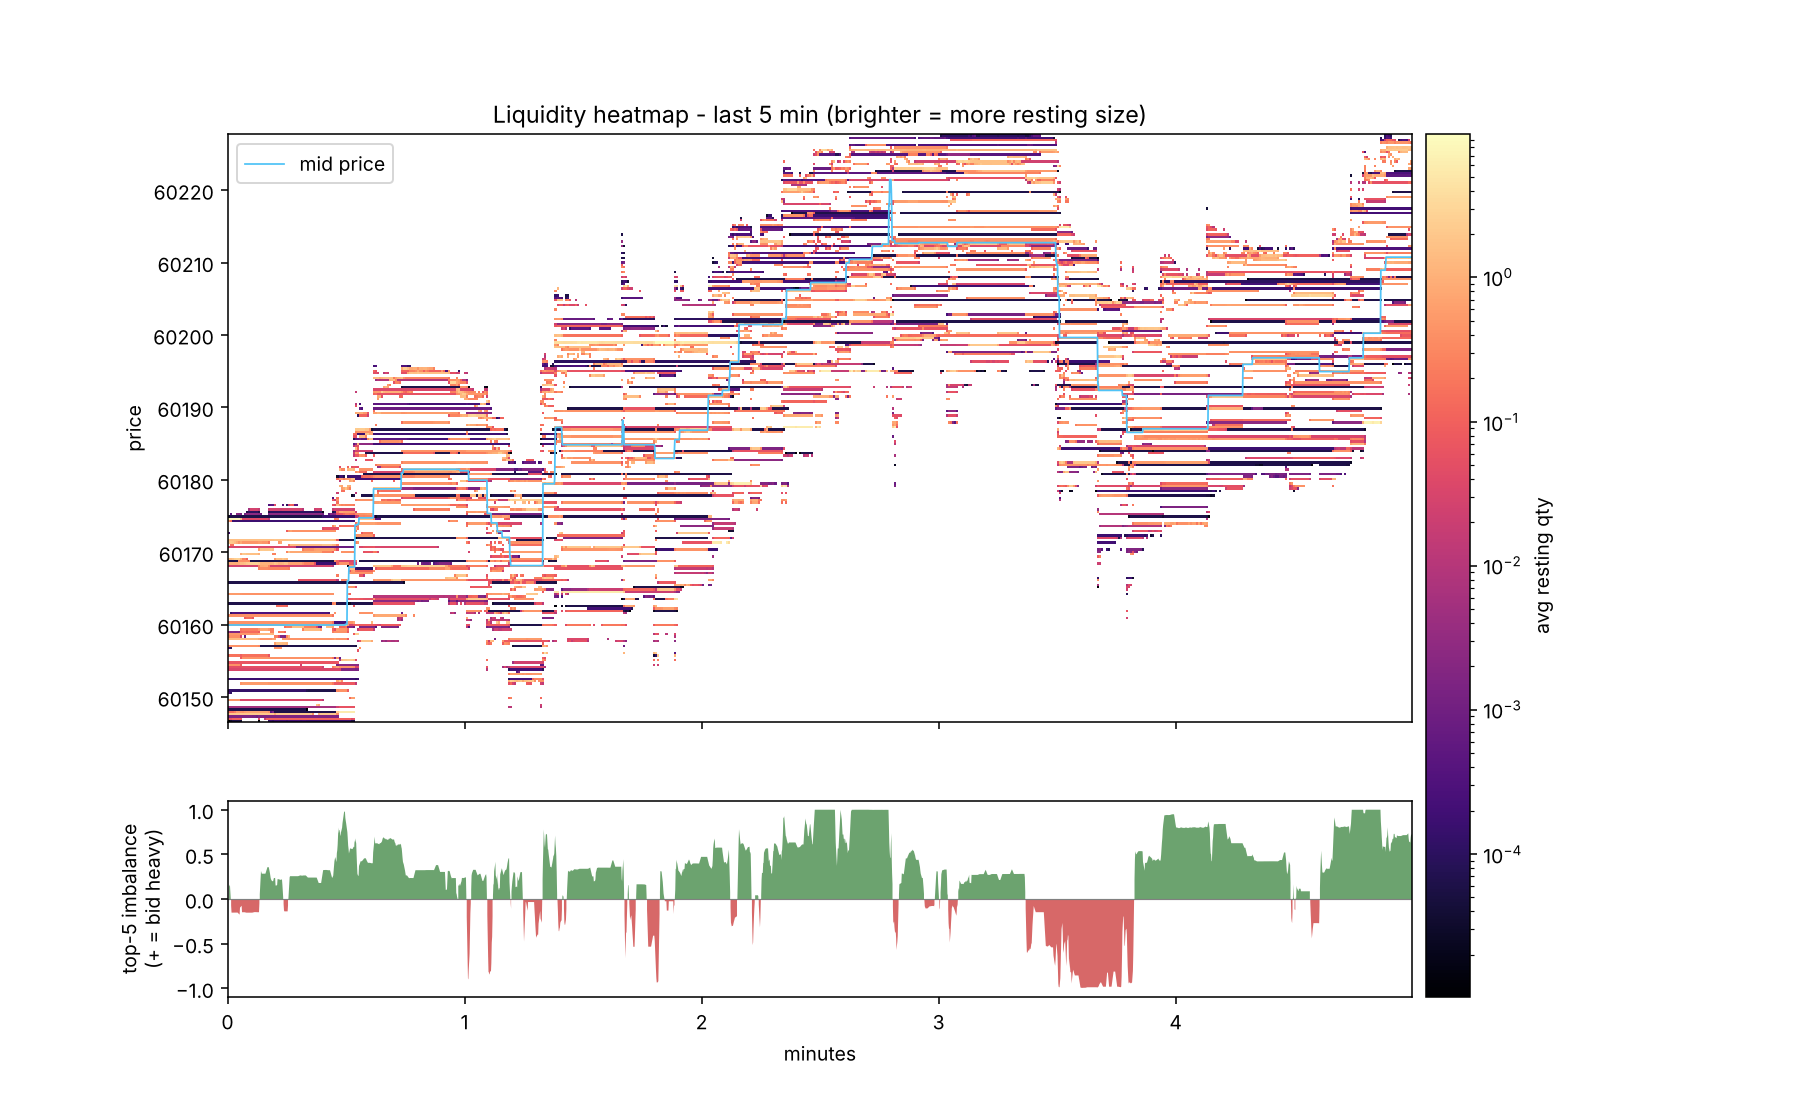 Liquidity heatmap - last 5 min (brighter = more resting size)
mid price
60220
60210
60200
60190
60180
60170
60160
60150
price
10⁰
10⁻¹
10⁻²
10⁻³
10⁻⁴
avg resting qty
1.0
0.5
0.0
−0.5
−1.0
top-5 imbalance
(+ = bid heavy)
0 1 2 3 4
minutes